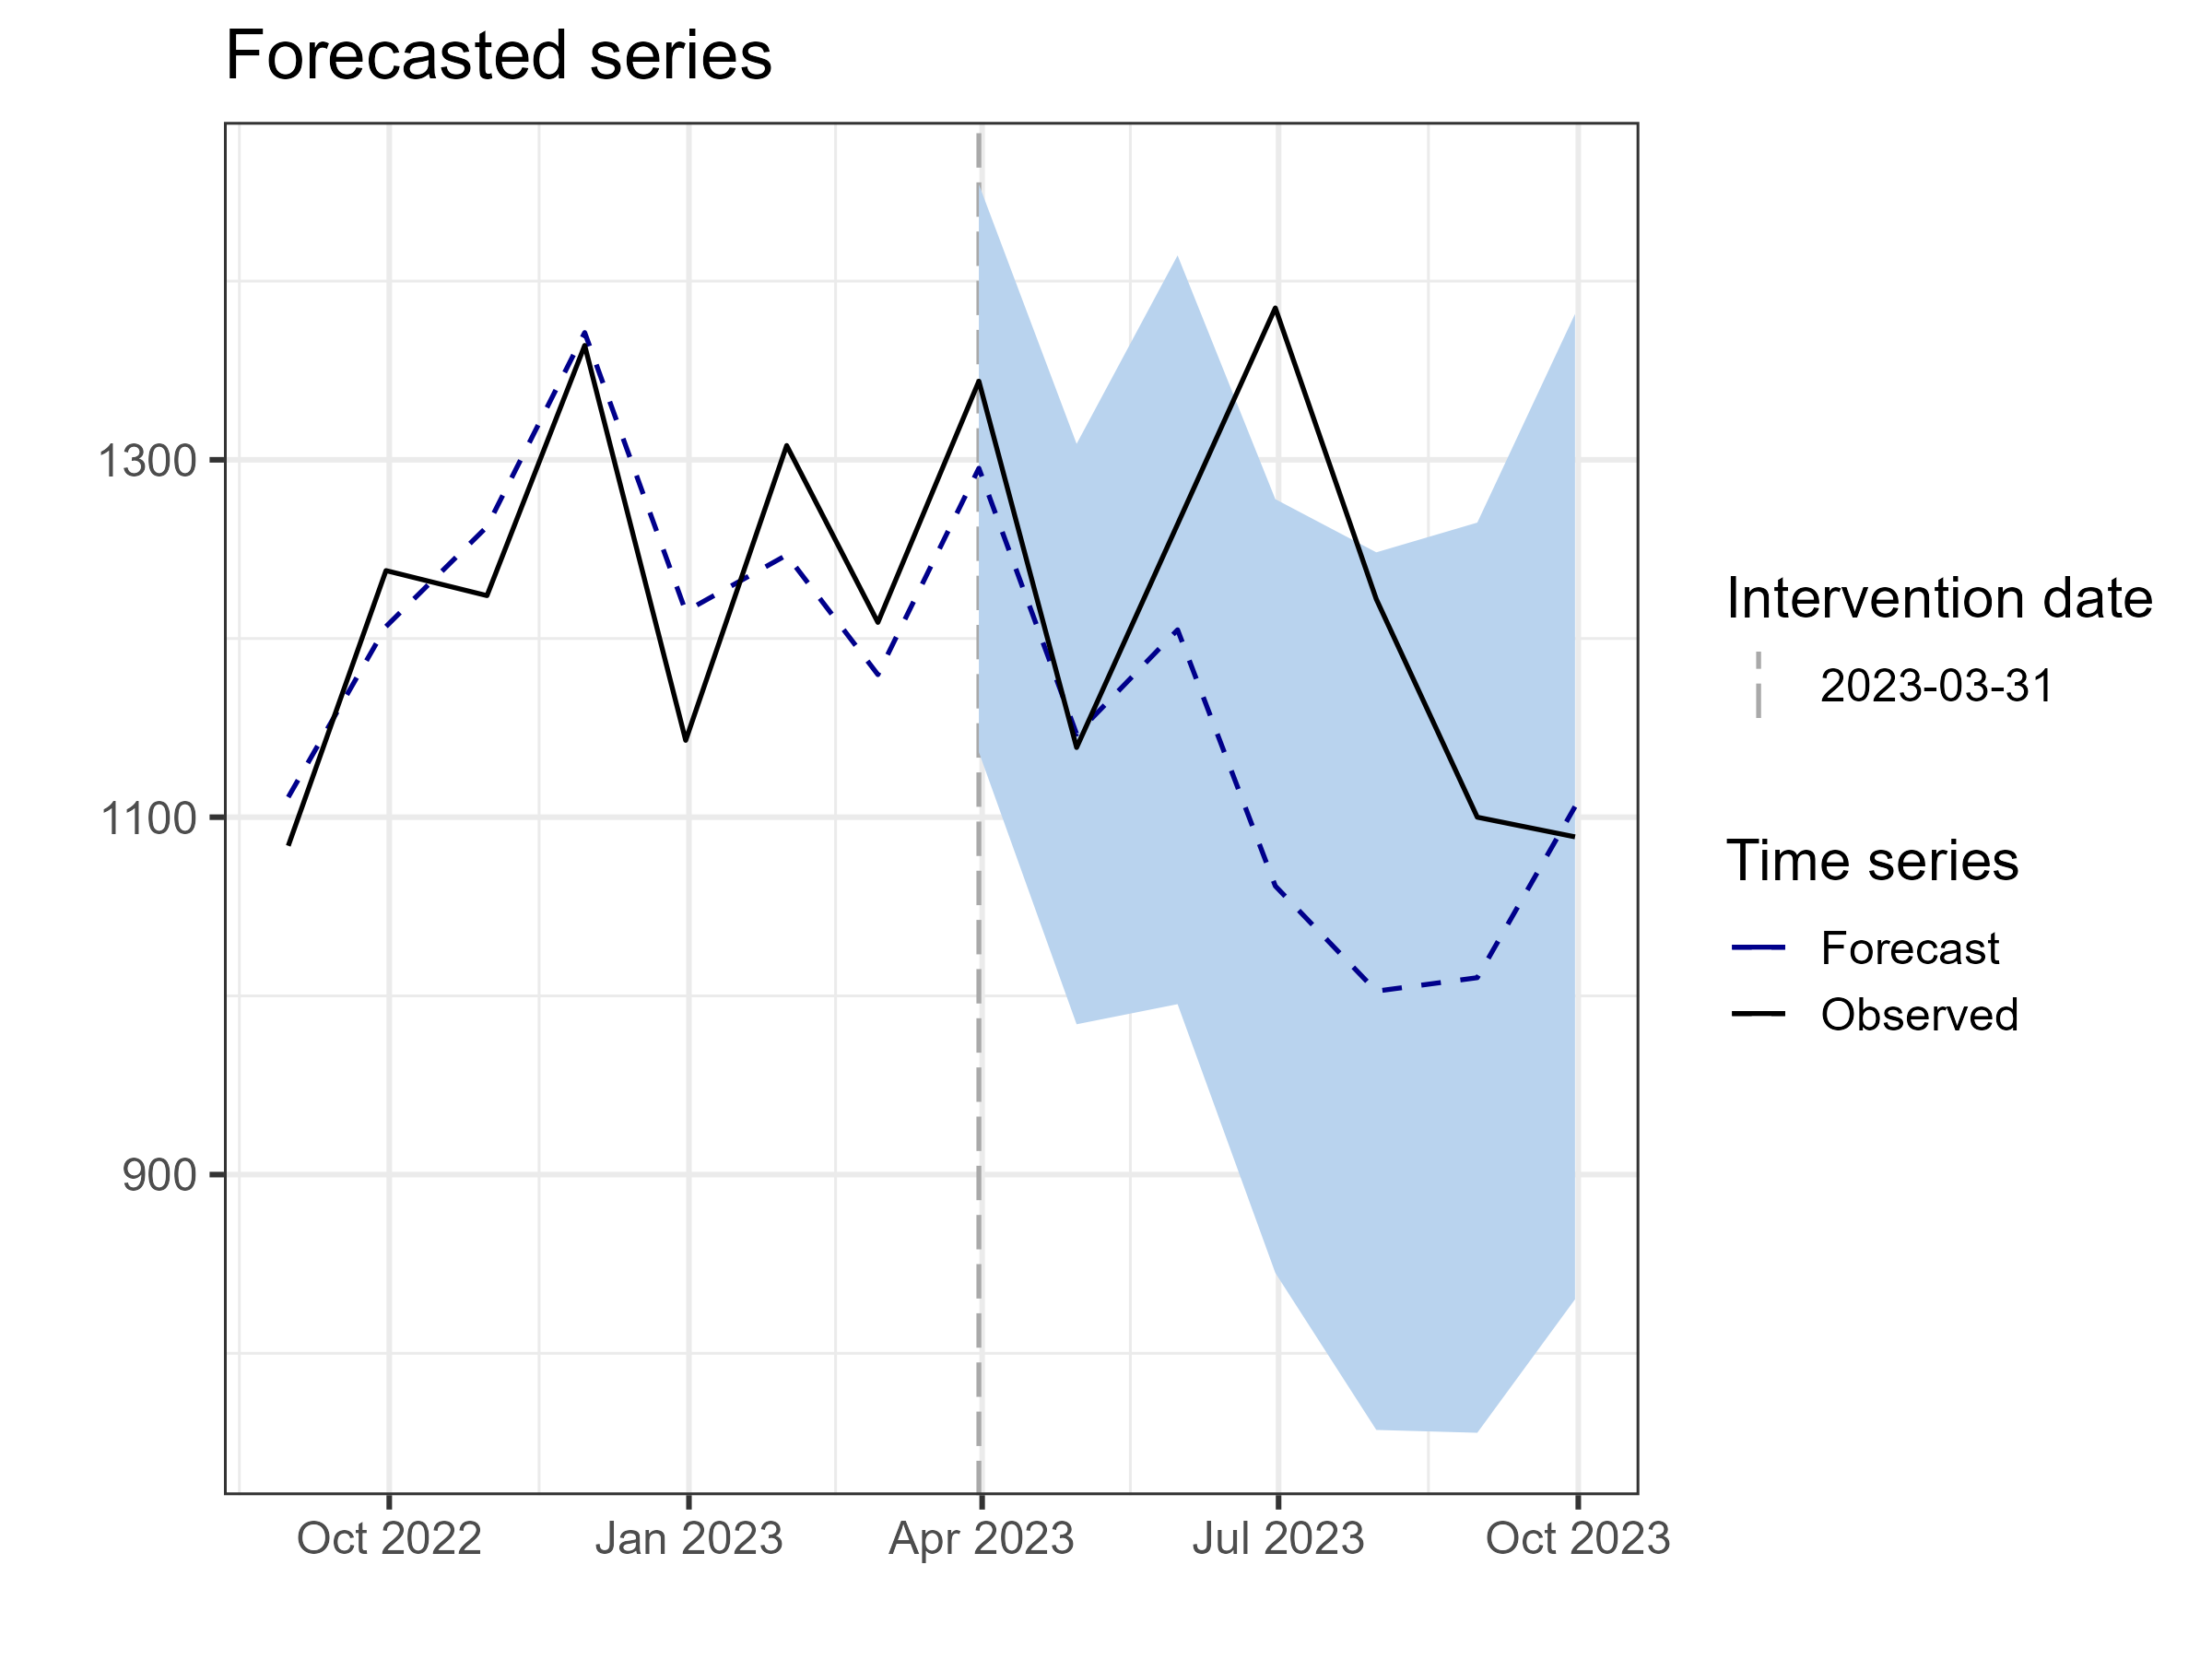 Forecasted series
1300
1100
900
Oct 2022
Jan 2023
Apr 2023
Jul 2023
Oct 2023
Intervention date
2023-03-31
Time series
Forecast
Observed